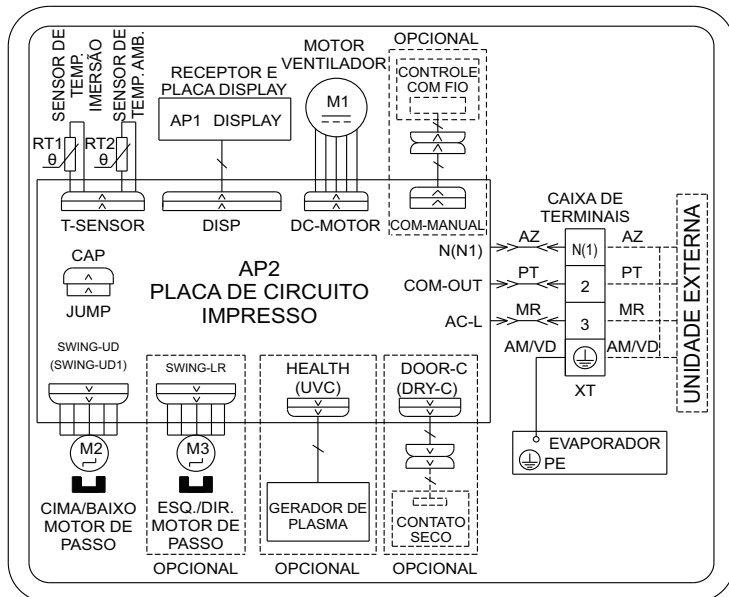 SENSOR DE
TEMP.
IMERSÃO
SENSOR DE
TEMP. AMB.
RT1
θ
RT2
θ
RECEPTOR E
PLACA DISPLAY
AP1 DISPLAY
MOTOR
VENTILADOR
M1
OPCIONAL
CONTROLE
COM FIO
T-SENSOR
DISP
DC-MOTOR
COM-MANUAL
CAP
JUMP
AP2
PLACA DE CIRCUITO
IMPRESSO
N(N1)
COM-OUT
AC-L
AZ
PT
MR
AM/VD
CAIXA DE
TERMINAIS
N(1)
2
3
XT
AZ
PT
MR
AM/VD
UNIDADE EXTERNA
EVAPORADOR
PE
SWING-UD
(SWING-UD1)
M2
CIMA/BAIXO
MOTOR DE
PASSO
SWING-LR
M3
ESQ./DIR.
MOTOR DE
PASSO
OPCIONAL
HEALTH
(UVC)
GERADOR DE
PLASMA
OPCIONAL
DOOR-C
(DRY-C)
CONTATO
SECO
OPCIONAL